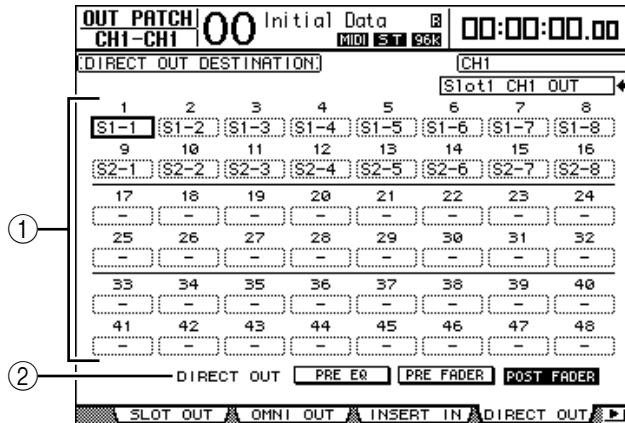 OUT PATCH 00 Initial Data R 00:00:00.00
CH1-CH1 MIDI ST 96k
DIRECT OUT DESTINATION CH1
Slot1 CH1 OUT
1 2 3 4 5 6 7 8
S1-1 S1-2 S1-3 S1-4 S1-5 S1-6 S1-7 S1-8
9 10 11 12 13 14 15 16
S2-1 S2-2 S2-3 S2-4 S2-5 S2-6 S2-7 S2-8
17 18 19 20 21 22 23 24
- - - - - - - -
25 26 27 28 29 30 31 32
- - - - - - - -
33 34 35 36 37 38 39 40
- - - - - - - -
41 42 43 44 45 46 47 48
- - - - - - - -
DIRECT OUT PRE EQ PRE FADER POST FADER
SLOT OUT OMNI OUT INSERT IN DIRECT OUT
1
2